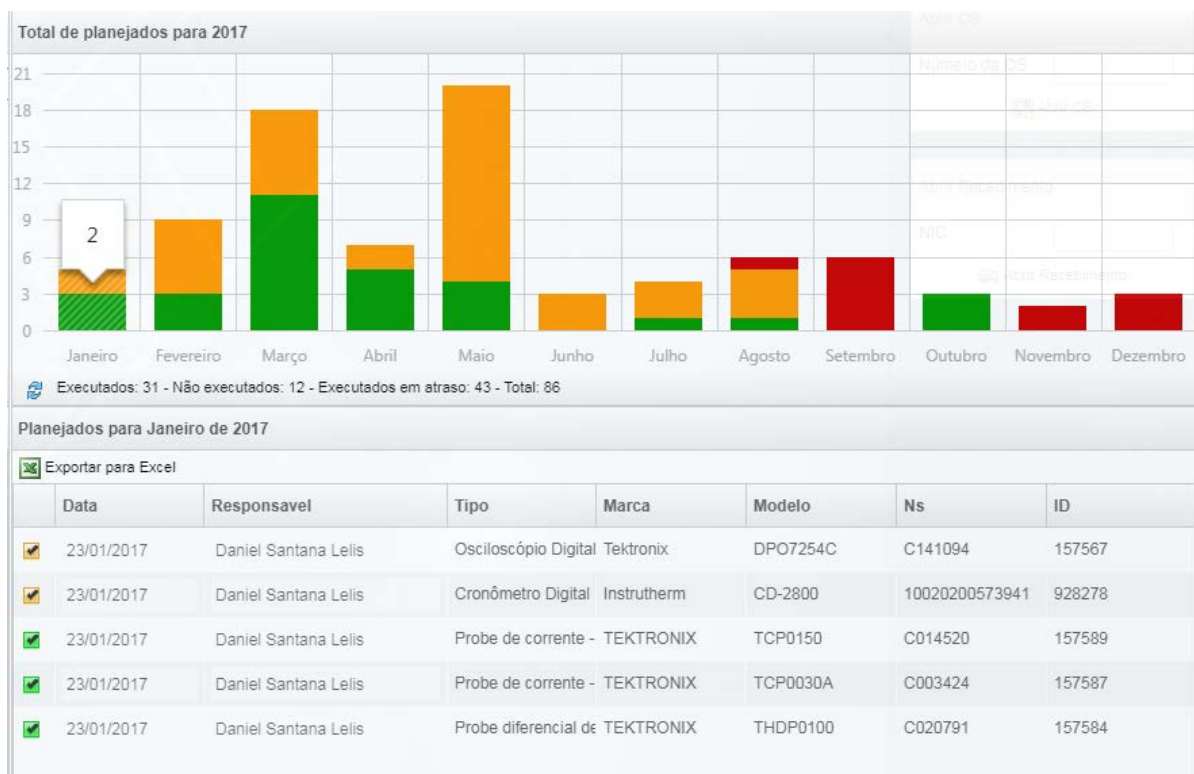 Total de planejados para 2017
Abrir OS
21
Número da OS
18
Abrir OS
15
12
Abrir Recebimento
9
2
NIC
6
Abrir Recebimento
3
0
Janeiro Fevereiro Março Abril Maio Junho Julho Agosto Setembro Outubro Novembro Dezembro
Executados: 31 - Não executados: 12 - Executados em atraso: 43 - Total: 86
Planejados para Janeiro de 2017
Exportar para Excel
Data Responsavel Tipo Marca Modelo Ns ID
23/01/2017 Daniel Santana Lelis Osciloscópio Digital Tektronix DPO7254C C141094 157567
23/01/2017 Daniel Santana Lelis Cronômetro Digital Instrutherm CD-2800 10020200573941 928278
23/01/2017 Daniel Santana Lelis Probe de corrente - TEKTRONIX TCP0150 C014520 157589
23/01/2017 Daniel Santana Lelis Probe de corrente - TEKTRONIX TCP0030A C003424 157587
23/01/2017 Daniel Santana Lelis Probe diferencial de TEKTRONIX THDP0100 C020791 157584